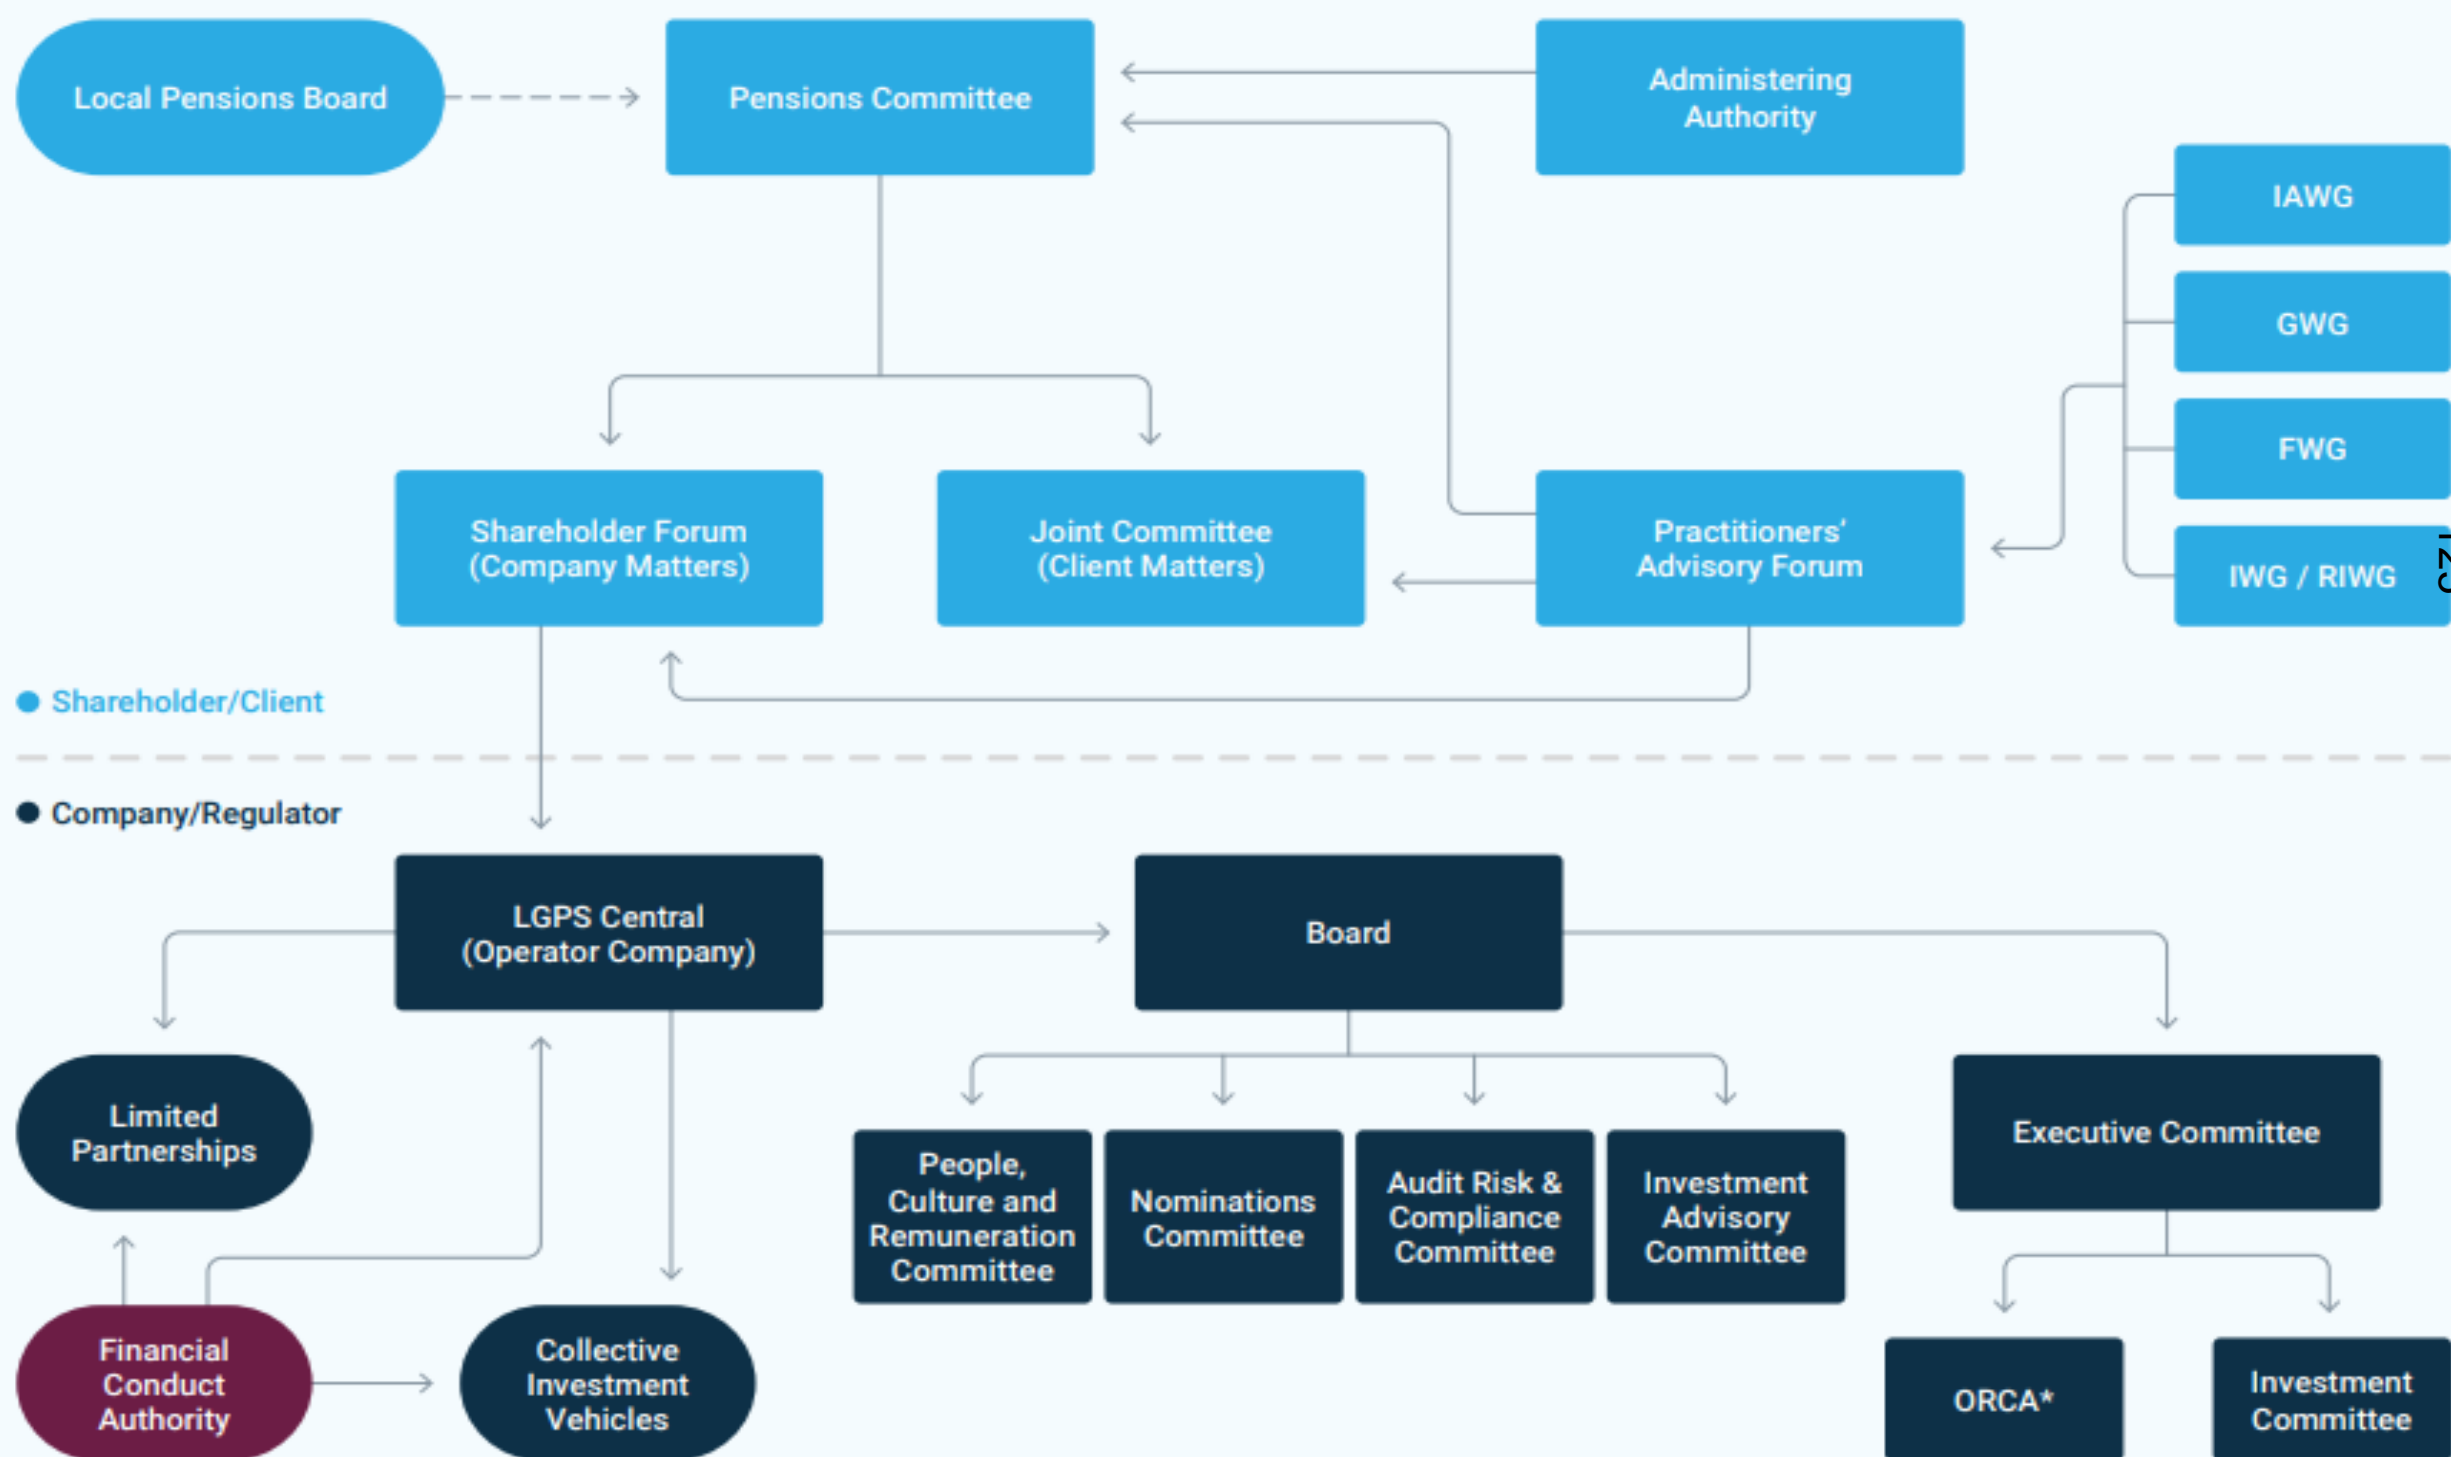 Local Pensions Board
Pensions Committee
Administering
Authority
IAWG
GWG
FWG
IWG / RIWG
Shareholder Forum
(Company Matters)
Joint Committee
(Client Matters)
Practitioners‘
Advisory Forum
Shareholder/Client
Company/Regulator
LGPS Central
(Operator Company)
Board
Limited
Partnerships
People,
Culture and
Remuneration
Committee
Nominations
Committee
Audit Risk &
Compliance
Committee
Investment
Advisory
Committee
Executive Committee
Financial
Conduct
Authority
Collective
Investment
Vehicles
ORCA*
Investment
Committee